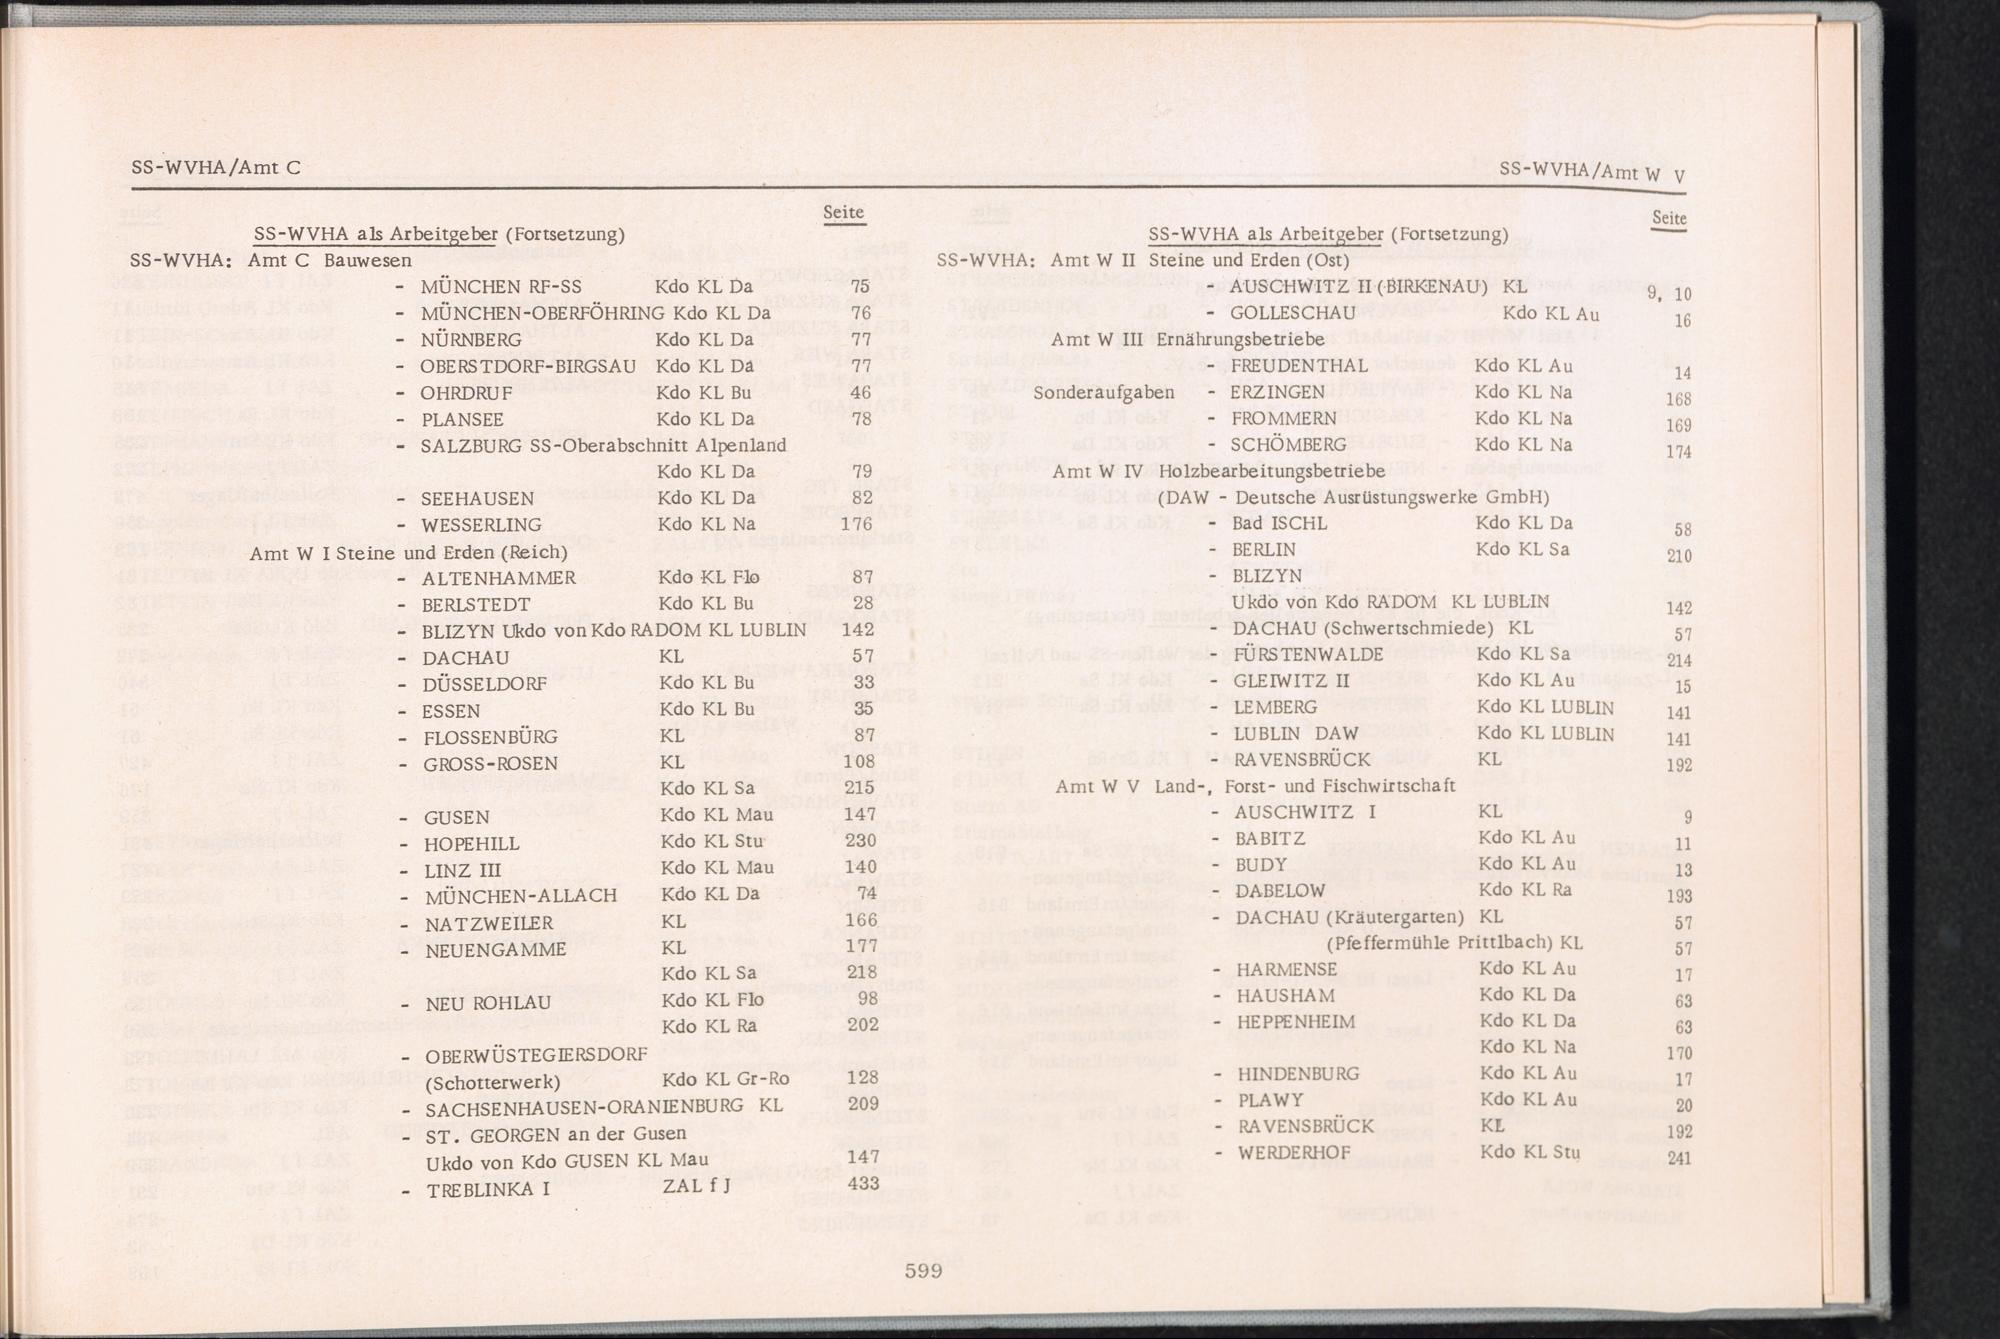 SS-WVHA/Amt C
SS-WVHA/Amt W V
Seite
SS-WVHA als Arbeitgeber (Fortsetzung)
SS-WVHA: Amt C Bauwesen
- MÜNCHEN RF-SS Kdo KL Da 75
- MÜNCHEN-OBERFÖHRING Kdo KL Da 76
- NÜRNBERG Kdo KL Da 77
- OBERSTDORF-BIRGSAU Kdo KL Da 77
- OHRDRUF Kdo KL Bu 46
- PLANSEE Kdo KL Da 78
- SALZBURG SS-Oberabschnitt Alpenland
Kdo KL Da 79
- SEEHAUSEN Kdo KL Da 82
- WESSERLING Kdo KL Na 176
Amt W I Steine und Erden (Reich)
- ALTENHAMMER Kdo KL Flo 87
- BERLSTEDT Kdo KL Bu 28
- BLIZYN Ukdo von Kdo RADOM KL LUBLIN 142
- DACHAU KL 57
- DÜSSELDORF Kdo KL Bu 33
- ESSEN Kdo KL Bu 35
- FLOSSENBÜRG KL 87
- GROSS-ROSEN KL 108
Kdo KL Sa 215
- GUSEN Kdo KL Mau 147
- HOPEHILL Kdo KL Stu 230
- LINZ III Kdo KL Mau 140
- MÜNCHEN-ALLACH Kdo KL Da 74
- NATZWEILER KL 166
- NEUENGAMME KL 177
Kdo KL Sa 218
- NEU ROHLAU Kdo KL Flo 98
Kdo KL Ra 202
- OBERWÜSTEGIERSDORF
(Schotterwerk) Kdo KL Gr-Ro 128
- SACHSENHAUSEN-ORANIENBURG KL 209
- ST. GEORGEN an der Gusen
Ukdo von Kdo GUSEN KL Mau 147
- TREBLINKA I ZAL f J 433
Seite
SS-WVHA als Arbeitgeber (Fortsetzung)
SS-WVHA: Amt W II Steine und Erden (Ost)
- AUSCHWITZ II (BIRKENAU) KL 9, 10
- GOLLESCHAU Kdo KL Au 16
Amt W III Ernährungsbetriebe
- FREUDENTHAL Kdo KL Au 14
Sonderaufgaben - ERZINGEN Kdo KL Na 168
- FROMMERN Kdo KL Na 169
- SCHÖMBERG Kdo KL Na 174
Amt W IV Holzbearbeitungsbetriebe
(DAW - Deutsche Ausrüstungswerke GmbH)
- Bad ISCHL Kdo KL Da 58
- BERLIN Kdo KL Sa 210
- BLIZYN
Ukdo von Kdo RADOM KL LUBLIN 142
- DACHAU (Schwertschmiede) KL 57
- FÜRSTENWALDE Kdo KL Sa 214
- GLEIWITZ II Kdo KL Au 15
- LEMBERG Kdo KL LUBLIN 141
- LUBLIN DAW Kdo KL LUBLIN 141
- RAVENSBRÜCK KL 192
Amt W V Land-, Forst- und Fischwirtschaft
- AUSCHWITZ I KL 9
- BABITZ Kdo KL Au 11
- BUDY Kdo KL Au 13
- DABELOW Kdo KL Ra 193
- DACHAU (Kräutergarten) KL 57
(Pfeffermühle Prittlbach) KL 57
- HARMENSE Kdo KL Au 17
- HAUSHAM Kdo KL Da 63
- HEPPENHEIM Kdo KL Da 63
Kdo KL Na 170
- HINDENBURG Kdo KL Au 17
- PLAWY Kdo KL Au 20
- RAVENSBRÜCK KL 192
- WERDERHOF Kdo KL Stu 241
599